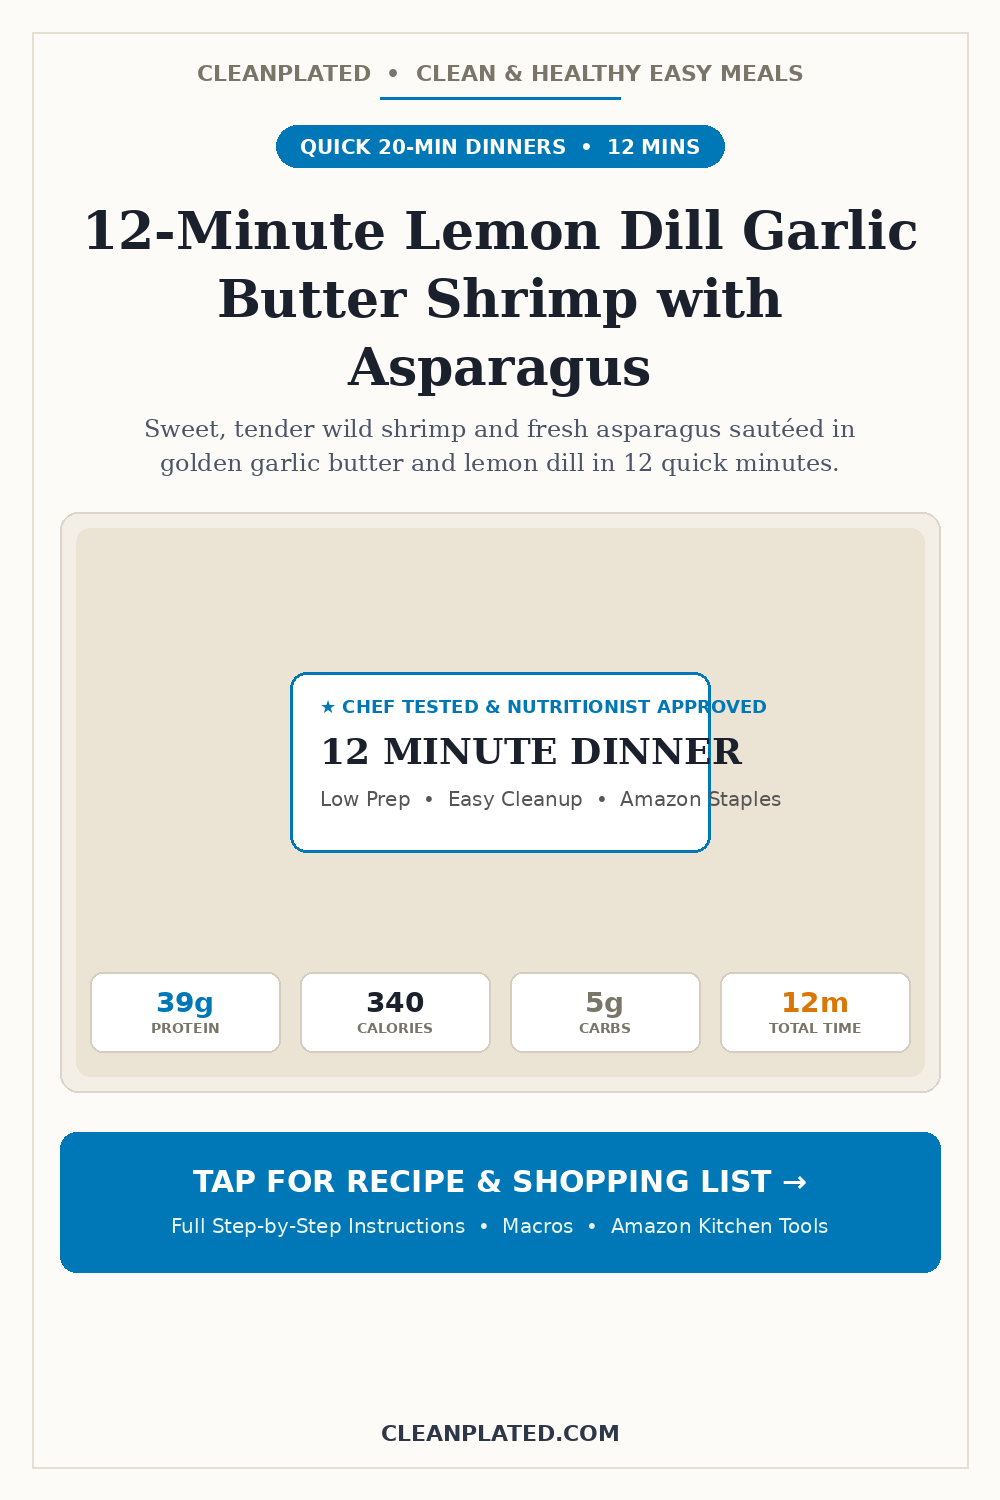 CLEANPLATED • CLEAN & HEALTHY EASY MEALS
QUICK 20-MIN DINNERS • 12 MINS
12-Minute Lemon Dill Garlic
Butter Shrimp with
Asparagus
Sweet, tender wild shrimp and fresh asparagus sautéed in
golden garlic butter and lemon dill in 12 quick minutes.
★ CHEF TESTED & NUTRITIONIST APPROVED
12 MINUTE DINNER
Low Prep • Easy Cleanup • Amazon Staples
39g
PROTEIN
340
CALORIES
5g
CARBS
12m
TOTAL TIME
TAP FOR RECIPE & SHOPPING LIST →
Full Step-by-Step Instructions • Macros • Amazon Kitchen Tools
CLEANPLATED.COM